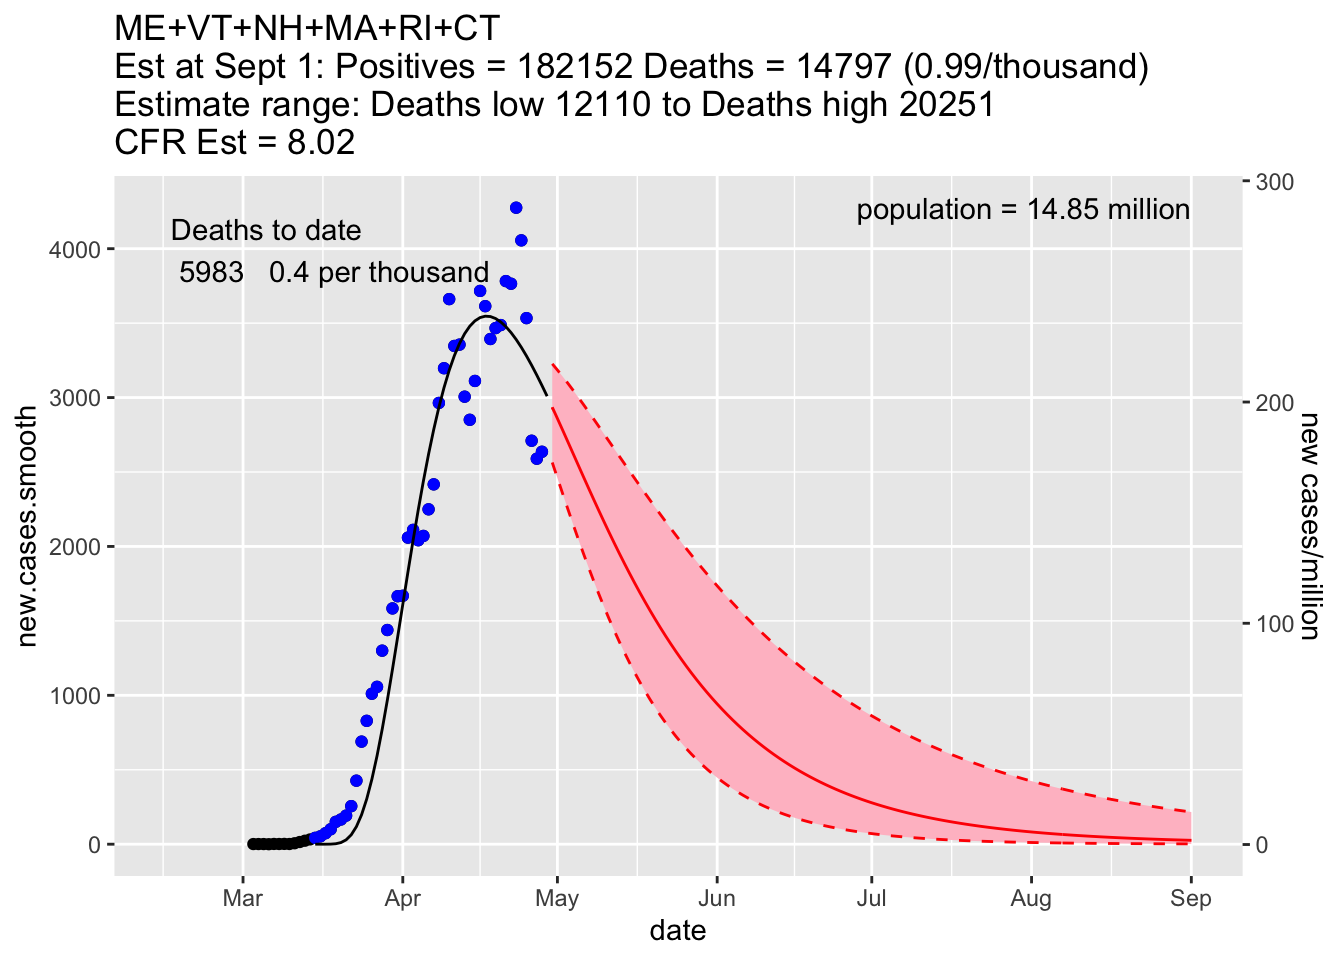 ME+VT+NH+MA+RI+CT
Est at Sept 1: Positives = 182152 Deaths = 14797 (0.99/thousand)
Estimate range: Deaths low 12110 to Deaths high 20251
CFR Est = 8.02
Deaths to date
5983 0.4 per thousand
population = 14.85 million
4000
3000
2000
1000
0
new.cases.smooth
300
200
100
0
new cases/million
Mar Apr May Jun Jul Aug Sep
date